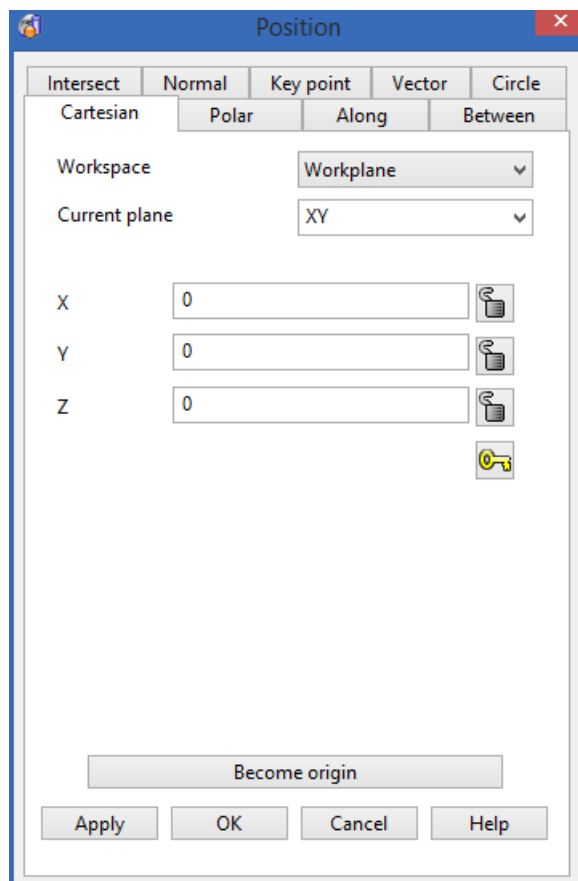 Position
Intersect Normal Key point Vector Circle
Cartesian Polar Along Between
Workspace Workplane
Current plane XY
X 0
Y 0
Z 0
Become origin
Apply OK Cancel Help